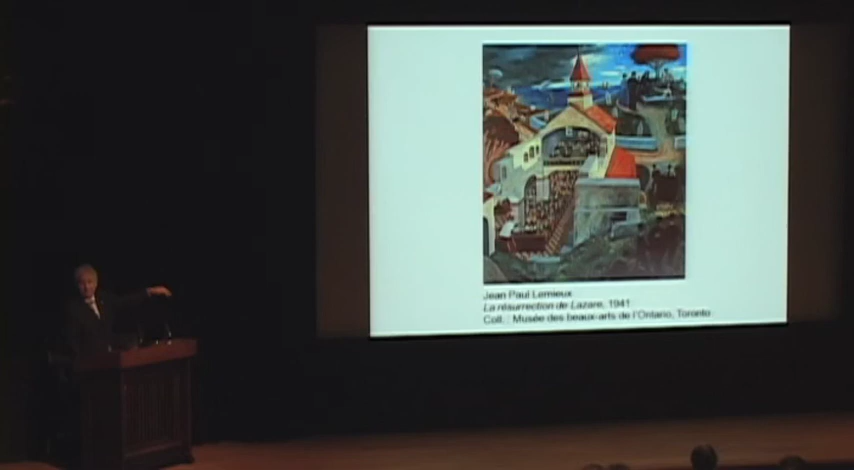 Jean Paul Lemieux
La résurrection de Lazare, 1941
Coll. : Musée des beaux-arts de l'Ontario, Toronto